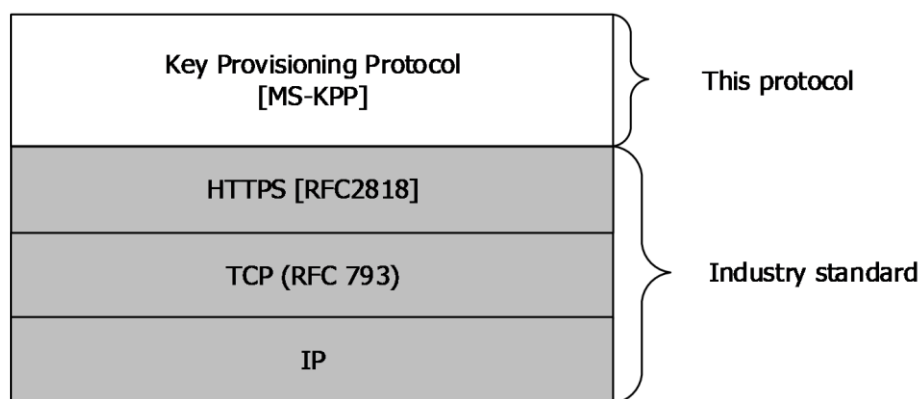 Key Provisioning Protocol
[MS-KPP]
This protocol
HTTPS [RFC2818]
TCP (RFC 793)
Industry standard
IP